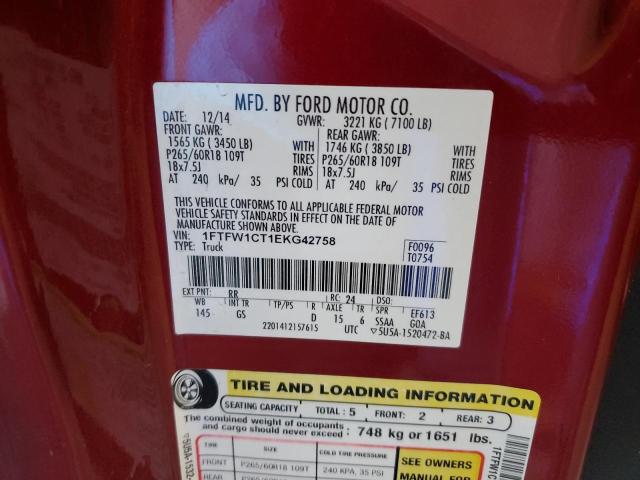 MFD. BY FORD MOTOR CO.
DATE: 12/14 GVWR: 3221 KG ( 7100 LB)
FRONT GAWR: REAR GAWR:
1565 KG ( 3450 LB) WITH 1746 KG ( 3850 LB) WITH
P265/60R18 109T TIRES P265/60R18 109T TIRES
18x7.5J RIMS 18x7.5J RIMS
AT 240 kPa/ 35 PSI COLD AT 240 kPa/ 35 PSI COLD
THIS VEHICLE CONFORMS TO ALL APPLICABLE FEDERAL MOTOR
VEHICLE SAFETY STANDARDS IN EFFECT ON THE DATE OF
MANUFACTURE SHOWN ABOVE.
VIN: 1FTFW1CT1EKG42758
TYPE: Truck
F0096
T0754
EXT PNT: RR RC: 24 DSO:
WB INT TR TP/PS R AXLE TR SPR EF613
145 GS D 15 6 SSAA GOA
2201412157615 UTC ▽5U5A-1520472-BA
TIRE AND LOADING INFORMATION
SEATING CAPACITY TOTAL : 5 FRONT: 2 REAR: 3
The combined weight of occupants
and cargo should never exceed : 748 kg or 1651 lbs.
TIRE SIZE COLD TIRE PRESSURE
FRONT P265/60R18 109T 240 KPA, 35 PSI
REAR
SEE OWNERS
MANUAL